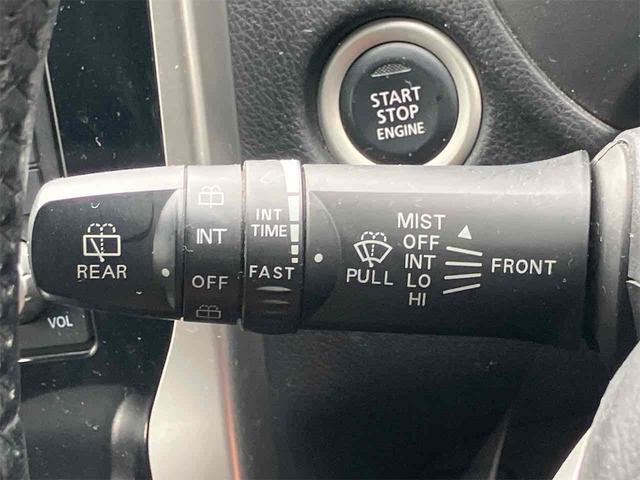 START
STOP
ENGINE
REAR
INT
OFF
INT
TIME
FAST
PULL
MIST
OFF
INT
LO
HI
FRONT
VOL